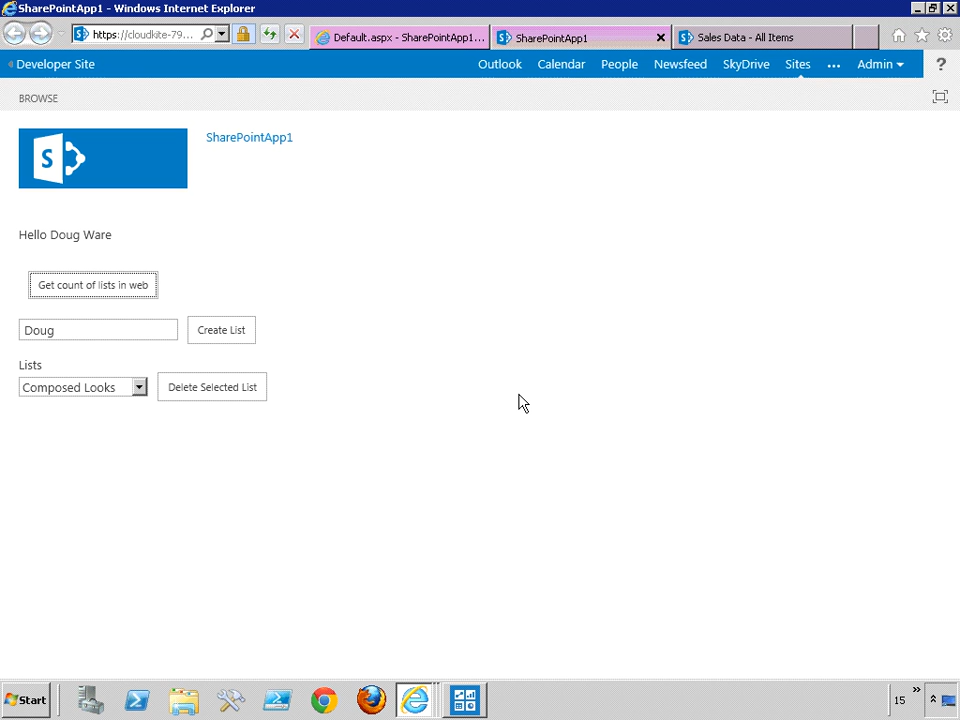 SharePointApp1 - Windows Internet Explorer
https://cloudkite-79...
Default.aspx - SharePointApp1...
SharePointApp1
Sales Data - All Items
Developer Site
Outlook
Calendar
People
Newsfeed
SkyDrive
Sites
...
Admin
?
BROWSE
S
SharePointApp1
Hello Doug Ware
Get count of lists in web
Doug
Create List
Lists
Composed Looks
Delete Selected List
Start
15